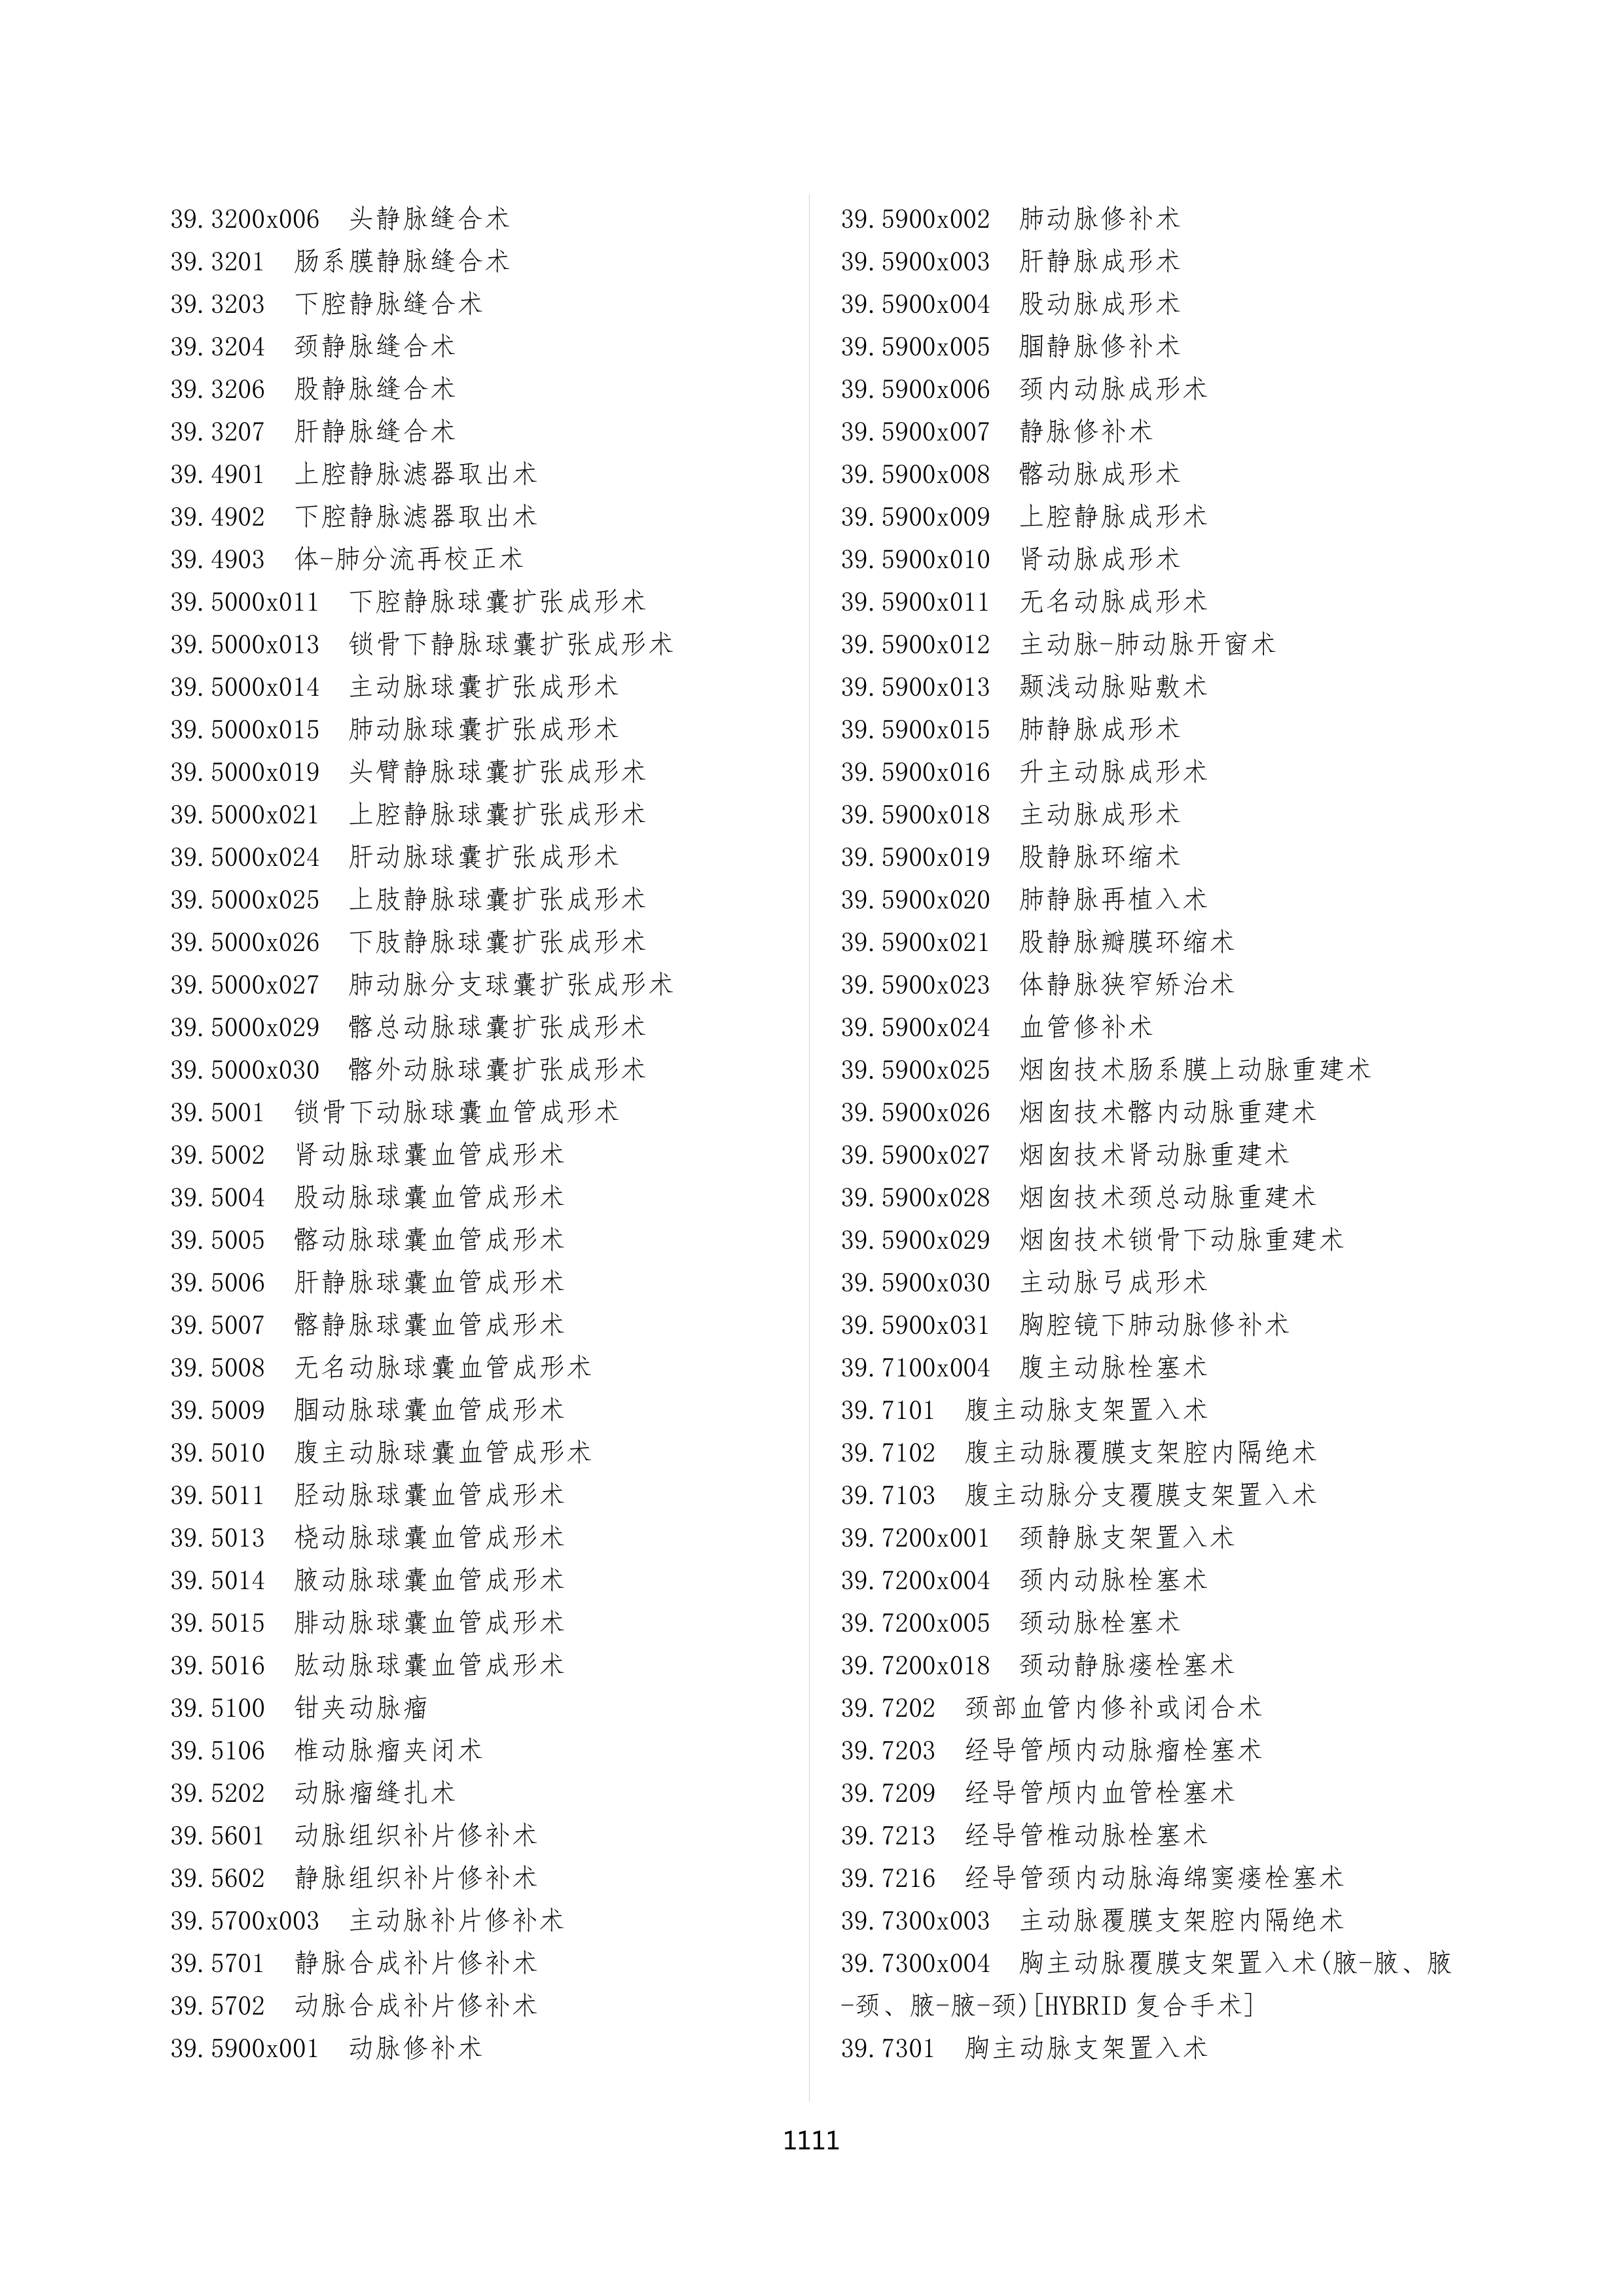 39.3200x006 头静脉缝合术
39.3201 肠系膜静脉缝合术
39.3203 下腔静脉缝合术
39.3204 颈静脉缝合术
39.3206 股静脉缝合术
39.3207 肝静脉缝合术
39.4901 上腔静脉滤器取出术
39.4902 下腔静脉滤器取出术
39.4903 体-肺分流再校正术
39.5000x011 下腔静脉球囊扩张成形术
39.5000x013 锁骨下静脉球囊扩张成形术
39.5000x014 主动脉球囊扩张成形术
39.5000x015 肺动脉球囊扩张成形术
39.5000x019 头臂静脉球囊扩张成形术
39.5000x021 上腔静脉球囊扩张成形术
39.5000x024 肝动脉球囊扩张成形术
39.5000x025 上肢静脉球囊扩张成形术
39.5000x026 下肢静脉球囊扩张成形术
39.5000x027 肺动脉分支球囊扩张成形术
39.5000x029 髂总动脉球囊扩张成形术
39.5000x030 髂外动脉球囊扩张成形术
39.5001 锁骨下动脉球囊血管成形术
39.5002 肾动脉球囊血管成形术
39.5004 股动脉球囊血管成形术
39.5005 髂动脉球囊血管成形术
39.5006 肝静脉球囊血管成形术
39.5007 髂静脉球囊血管成形术
39.5008 无名动脉球囊血管成形术
39.5009 腘动脉球囊血管成形术
39.5010 腹主动脉球囊血管成形术
39.5011 胫动脉球囊血管成形术
39.5013 桡动脉球囊血管成形术
39.5014 腋动脉球囊血管成形术
39.5015 腓动脉球囊血管成形术
39.5016 肱动脉球囊血管成形术
39.5100 钳夹动脉瘤
39.5106 椎动脉瘤夹闭术
39.5202 动脉瘤缝扎术
39.5601 动脉组织补片修补术
39.5602 静脉组织补片修补术
39.5700x003 主动脉补片修补术
39.5701 静脉合成补片修补术
39.5702 动脉合成补片修补术
39.5900x001 动脉修补术
39.5900x002 肺动脉修补术
39.5900x003 肝静脉成形术
39.5900x004 股动脉成形术
39.5900x005 腘静脉修补术
39.5900x006 颈内动脉成形术
39.5900x007 静脉修补术
39.5900x008 髂动脉成形术
39.5900x009 上腔静脉成形术
39.5900x010 肾动脉成形术
39.5900x011 无名动脉成形术
39.5900x012 主动脉-肺动脉开窗术
39.5900x013 颞浅动脉贴敷术
39.5900x015 肺静脉成形术
39.5900x016 升主动脉成形术
39.5900x018 主动脉成形术
39.5900x019 股静脉环缩术
39.5900x020 肺静脉再植入术
39.5900x021 股静脉瓣膜环缩术
39.5900x023 体静脉狭窄矫治术
39.5900x024 血管修补术
39.5900x025 烟囱技术肠系膜上动脉重建术
39.5900x026 烟囱技术髂内动脉重建术
39.5900x027 烟囱技术肾动脉重建术
39.5900x028 烟囱技术颈总动脉重建术
39.5900x029 烟囱技术锁骨下动脉重建术
39.5900x030 主动脉弓成形术
39.5900x031 胸腔镜下肺动脉修补术
39.7100x004 腹主动脉栓塞术
39.7101 腹主动脉支架置入术
39.7102 腹主动脉覆膜支架腔内隔绝术
39.7103 腹主动脉分支覆膜支架置入术
39.7200x001 颈静脉支架置入术
39.7200x004 颈内动脉栓塞术
39.7200x005 颈动脉栓塞术
39.7200x018 颈动静脉瘘栓塞术
39.7202 颈部血管内修补或闭合术
39.7203 经导管颅内动脉瘤栓塞术
39.7209 经导管颅内血管栓塞术
39.7213 经导管椎动脉栓塞术
39.7216 经导管颈内动脉海绵窦瘘栓塞术
39.7300x003 主动脉覆膜支架腔内隔绝术
39.7300x004 胸主动脉覆膜支架置入术(腋-腋、腋
-颈、腋-腋-颈)[HYBRID 复合手术]
39.7301 胸主动脉支架置入术
1111